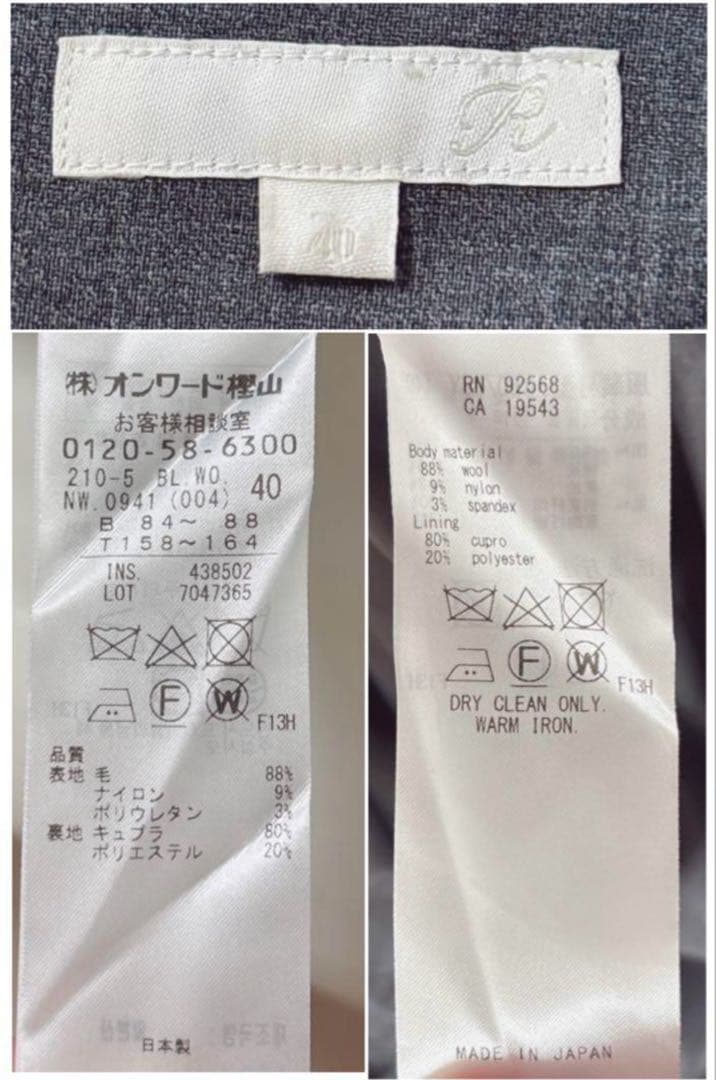 R
40
(株)オンワード樫山
お客様相談室
0120-58-6300
210-5 BL.WO.
NW.0941 (004) 40
B 84～ 88
T158～164
INS. 438502
LOT 7047365
F
W
F13H
品質
表地 毛 88%
ナイロン 9%
ポリウレタン 3%
裏地 キュプラ 80%
ポリエステル 20%
日本製
RN 92568
CA 19543
Body material
88% wool
9% nylon
3% spandex
Lining
80% cupro
20% polyester
F
W
F13H
DRY CLEAN ONLY.
WARM IRON.
MADE IN JAPAN